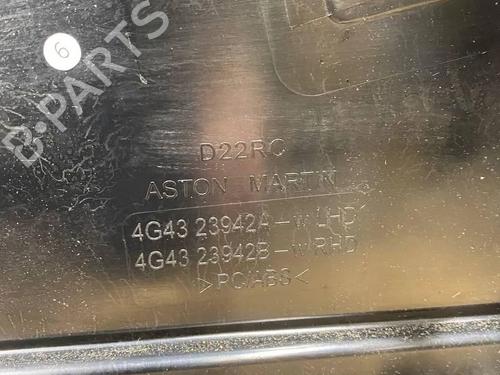 6
B-PARTS
D22RC
ASTON MARTIN
4G43 23942A-W LHD
4G43 23942B-W RHD
>PC/ABS<